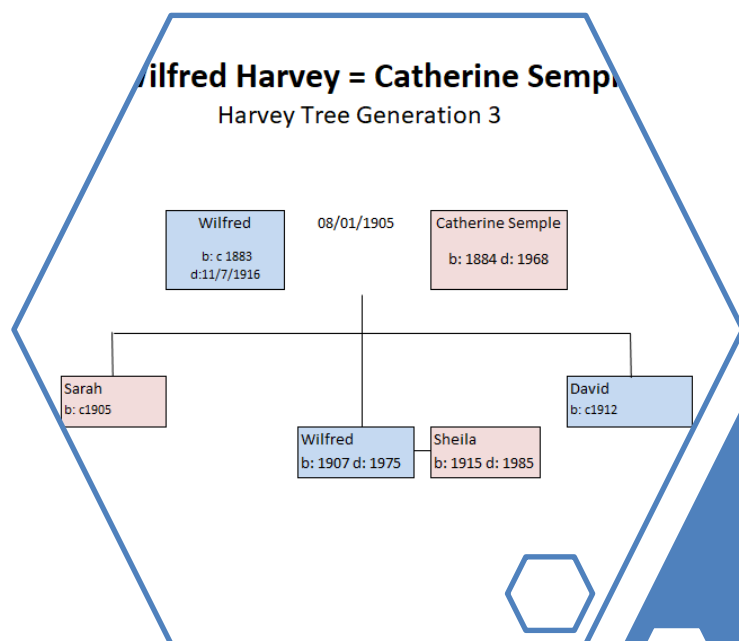 ilfred Harvey = Catherine Sempl
Harvey Tree Generation 3
Wilfred
b: c 1883
d:11/7/1916
08/01/1905
Catherine Semple
b: 1884 d: 1968
Sarah
b: c1905
David
b: c1912
Wilfred
b: 1907 d: 1975
Sheila
b: 1915 d: 1985